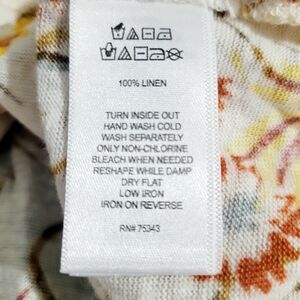 100% LINEN
TURN INSIDE OUT
HAND WASH COLD
WASH SEPARATELY
ONLY NON-CHLORINE
BLEACH WHEN NEEDED
RESHAPE WHILE DAMP
DRY FLAT
LOW IRON
IRON ON REVERSE
RN# 75343